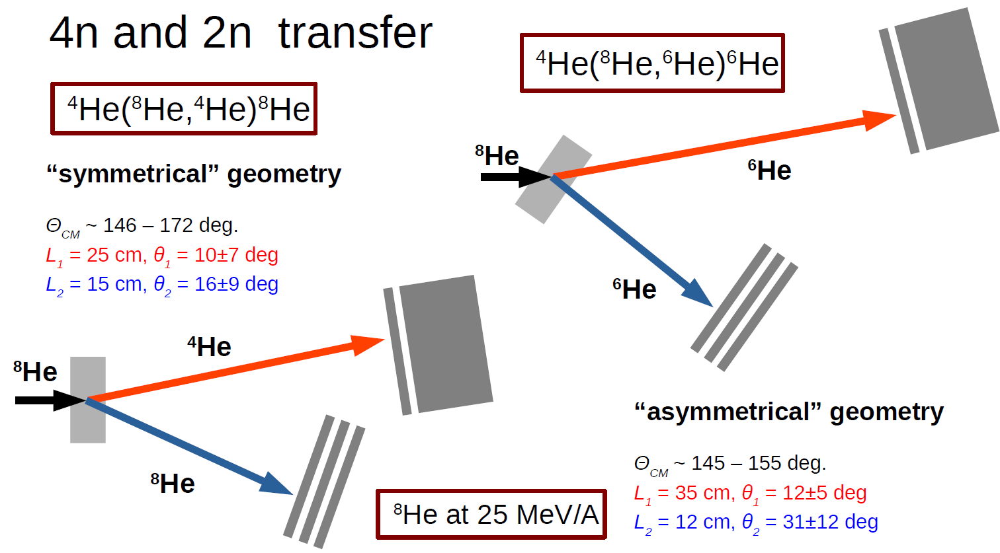 4n and 2n transfer
⁴He(⁸He,⁴He)⁸He
“symmetrical” geometry
Θ_CM ~ 146 – 172 deg.
L₁ = 25 cm, θ₁ = 10±7 deg
L₂ = 15 cm, θ₂ = 16±9 deg
⁸He
⁴He
⁸He
⁴He(⁸He,⁶He)⁶He
⁸He
⁶He
⁶He
“asymmetrical” geometry
Θ_CM ~ 145 – 155 deg.
L₁ = 35 cm, θ₁ = 12±5 deg
L₂ = 12 cm, θ₂ = 31±12 deg
⁸He at 25 MeV/A